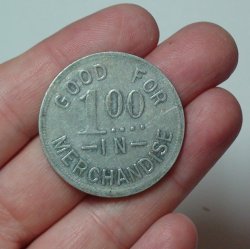 GOOD FOR
1.00
- IN -
MERCHANDISE